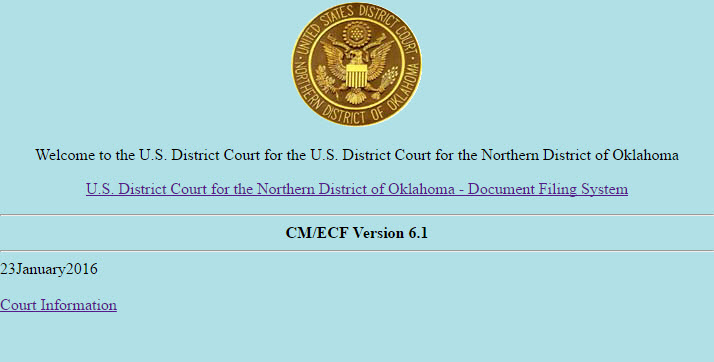 UNITED STATES DISTRICT COURT
NORTHERN DISTRICT OF OKLAHOMA
Welcome to the U.S. District Court for the U.S. District Court for the Northern District of Oklahoma
U.S. District Court for the Northern District of Oklahoma - Document Filing System
CM/ECF Version 6.1
23January2016
Court Information